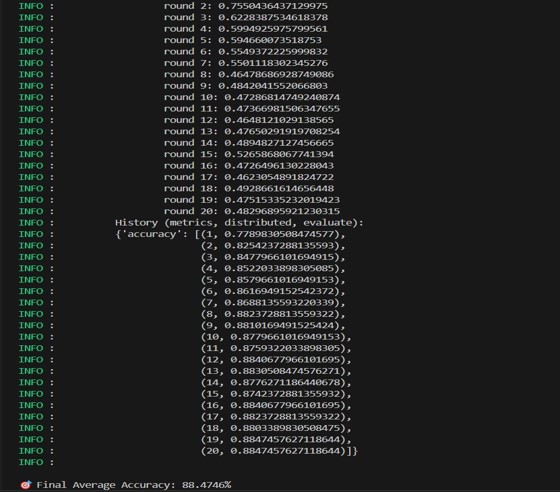 INFO : round 2: 0.7550436437129975
INFO : round 3: 0.6228387534618378
INFO : round 4: 0.5994925975799561
INFO : round 5: 0.594660073518753
INFO : round 6: 0.5549372225999832
INFO : round 7: 0.5501118302345276
INFO : round 8: 0.46478686928749086
INFO : round 9: 0.4842041552066803
INFO : round 10: 0.47286814749240874
INFO : round 11: 0.47366981506347655
INFO : round 12: 0.4648121029138565
INFO : round 13: 0.47650291919708254
INFO : round 14: 0.4894827127456665
INFO : round 15: 0.5265868067741394
INFO : round 16: 0.4726496130228043
INFO : round 17: 0.4623054891824722
INFO : round 18: 0.4928661614656448
INFO : round 19: 0.47515335232019423
INFO : round 20: 0.48296895921230315
INFO : History (metrics, distributed, evaluate):
INFO : {'accuracy': [(1, 0.7789830508474577),
INFO : (2, 0.8254237288135593),
INFO : (3, 0.8477966101694915),
INFO : (4, 0.8522033898305085),
INFO : (5, 0.8579661016949153),
INFO : (6, 0.8616949152542372),
INFO : (7, 0.8688135593220339),
INFO : (8, 0.8823728813559322),
INFO : (9, 0.8810169491525424),
INFO : (10, 0.8779661016949153),
INFO : (11, 0.8759322033898305),
INFO : (12, 0.8840677966101695),
INFO : (13, 0.8830508474576271),
INFO : (14, 0.8776271186440678),
INFO : (15, 0.8742372881355932),
INFO : (16, 0.8840677966101695),
INFO : (17, 0.8823728813559322),
INFO : (18, 0.8803389830508475),
INFO : (19, 0.8847457627118644),
INFO : (20, 0.8847457627118644)]}
INFO :
🎯 Final Average Accuracy: 88.4746%